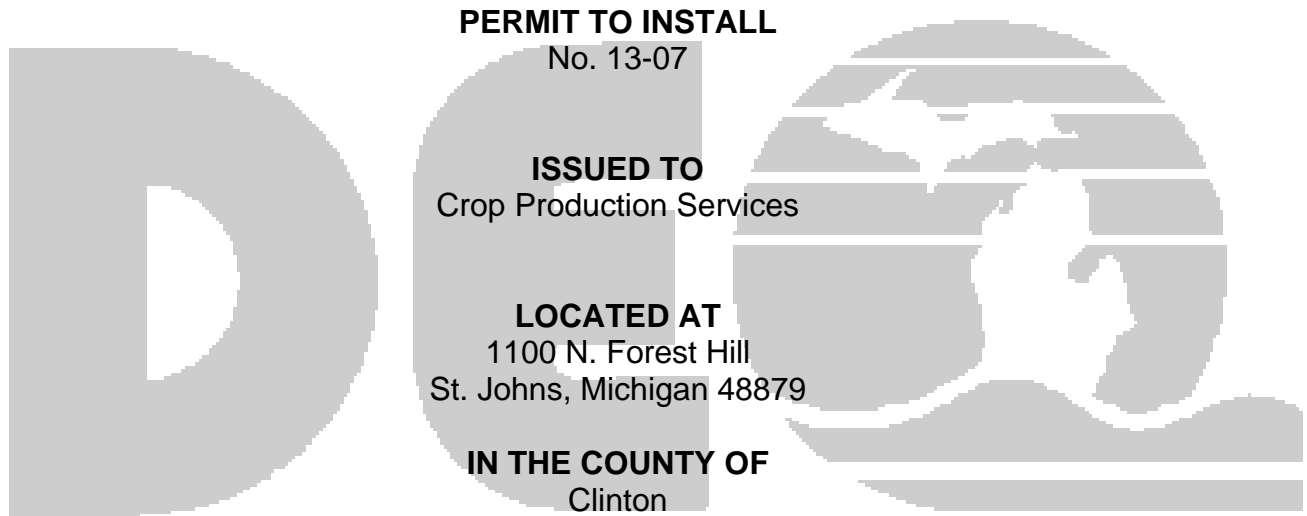 PERMIT TO INSTALL
No. 13-07
ISSUED TO
Crop Production Services
LOCATED AT
1100 N. Forest Hill
St. Johns, Michigan 48879
IN THE COUNTY OF
Clinton
DEQ